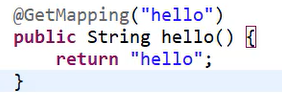 @GetMapping("hello")
public String hello() {
    return "hello";
}